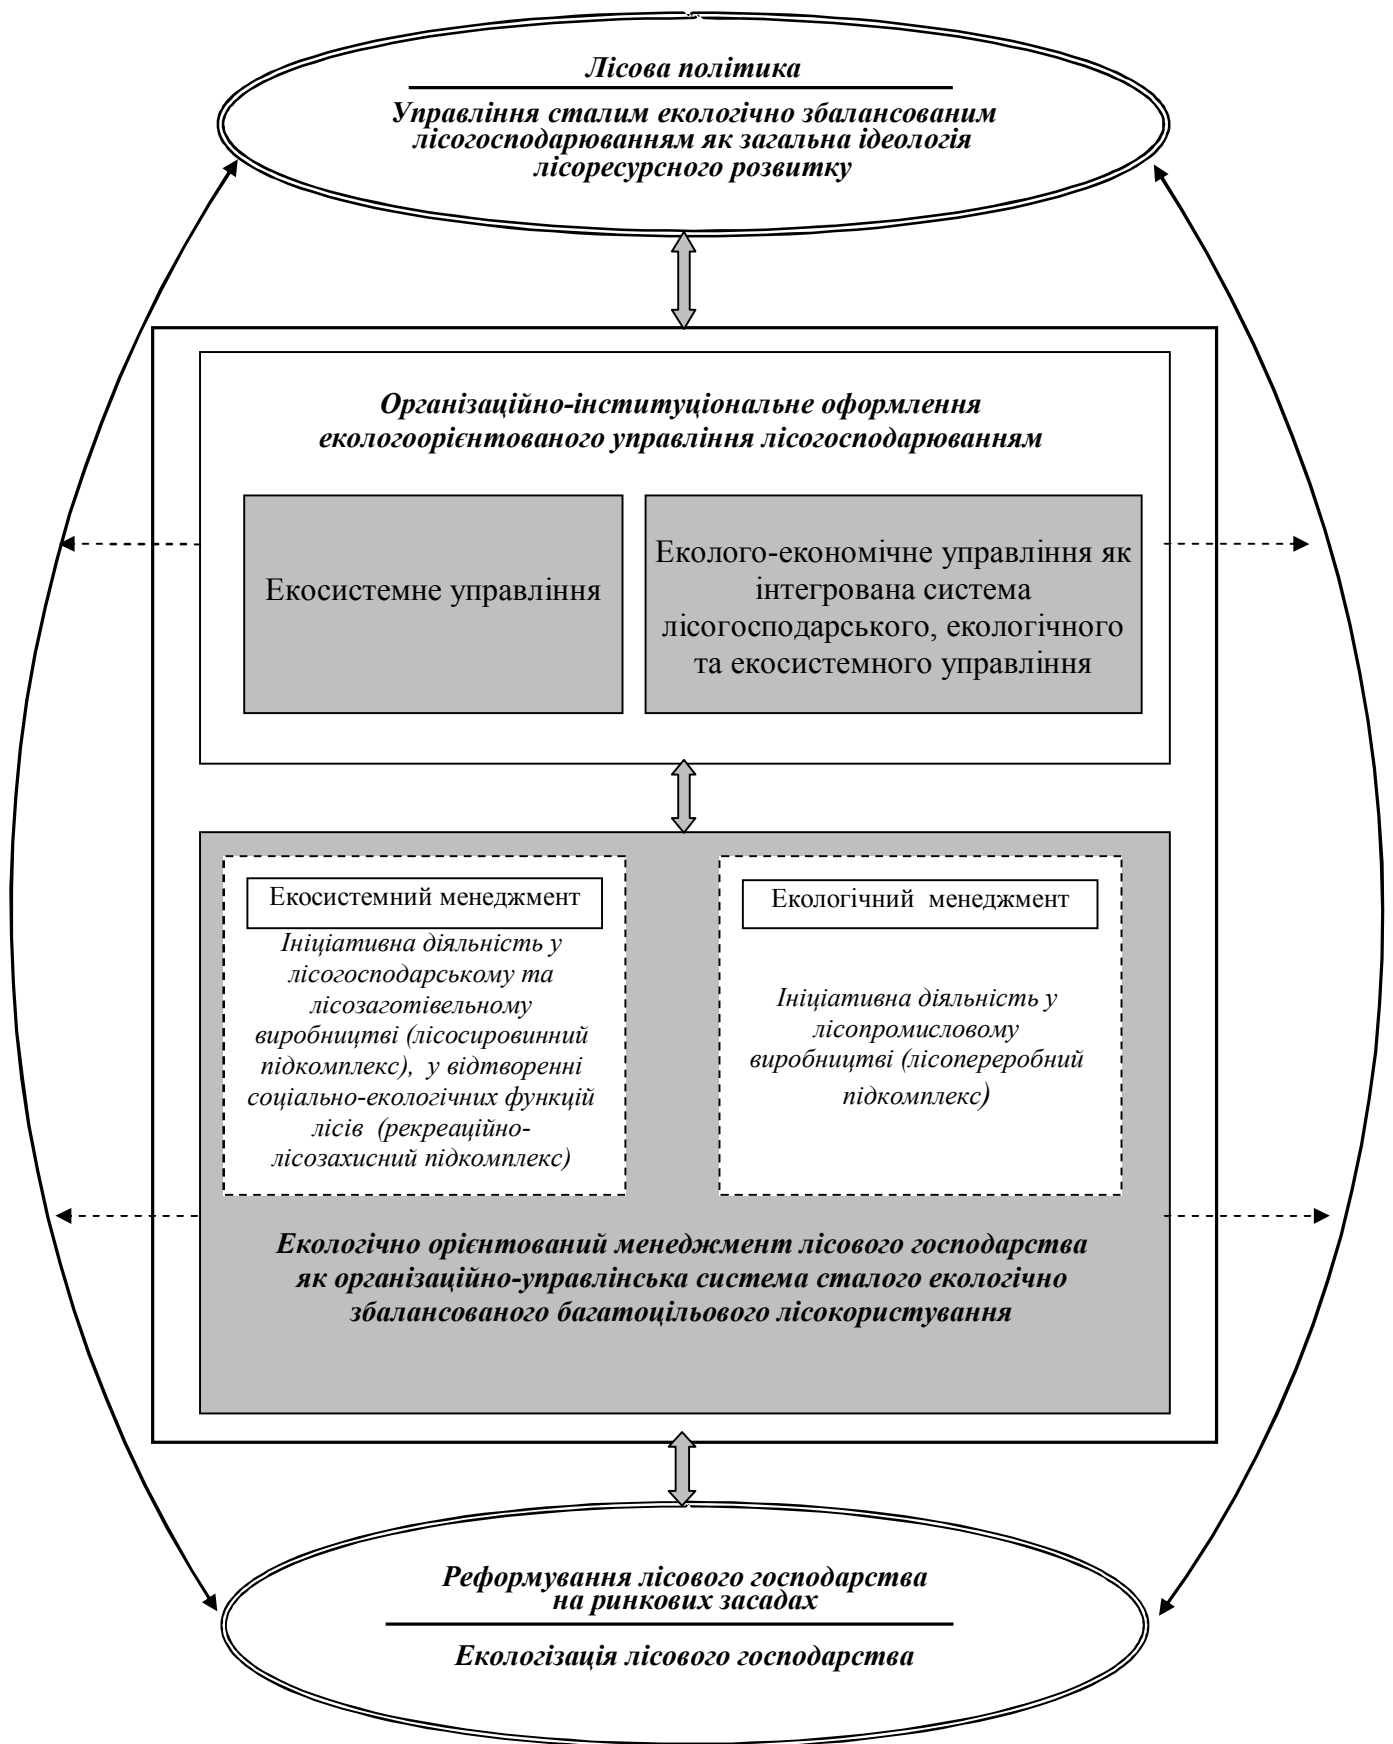 Лісова політика
Управління сталим екологічно збалансованим
лісогосподарюванням як загальна ідеологія
лісоресурсного розвитку
Організаційно-інституціональне оформлення
екологоорієнтованого управління лісогосподарюванням
Екосистемне управління
Еколого-економічне управління як
інтегрована система
лісогосподарського, екологічного
та екосистемного управління
Екосистемний менеджмент
Ініціативна діяльність у
лісогосподарському та
лісозаготівельному
виробництві (лісосировинний
підкомплекс), у відтворенні
соціально-екологічних функцій
лісів (рекреаційно-
лісозахисний підкомплекс)
Екологічний менеджмент
Ініціативна діяльність у
лісопромисловому
виробництві (лісопереробний
підкомплекс)
Екологічно орієнтований менеджмент лісового господарства
як організаційно-управлінська система сталого екологічно
збалансованого багатоцільового лісокористування
Реформування лісового господарства
на ринкових засадах
Екологізація лісового господарства